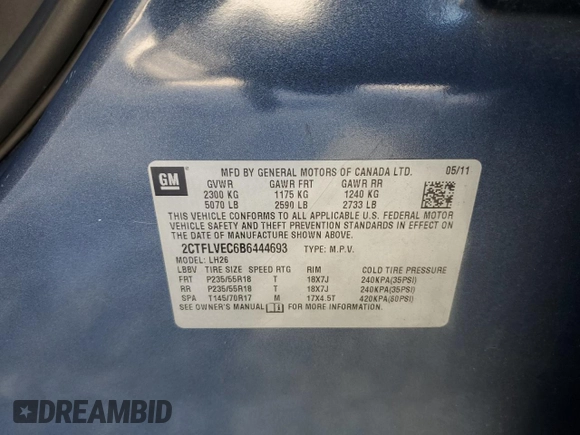 GM
MFD BY GENERAL MOTORS OF CANADA LTD. 05/11
GVWR GAWR FRT GAWR RR
2300 KG 1175 KG 1240 KG
5070 LB 2590 LB 2733 LB
THIS VEHICLE CONFORMS TO ALL APPLICABLE U.S. FEDERAL MOTOR
VEHICLE SAFETY AND THEFT PREVENTION STANDARDS IN EFFECT ON
THE DATE OF MANUFACTURE SHOWN ABOVE.
2CTFLVEC6B6444693 TYPE: M.P.V.
MODEL: LH26
LBBV TIRE SIZE SPEED RTG RIM COLD TIRE PRESSURE
FRT P235/55R18 T 18X7J 240KPA(35PSI)
RR P235/55R18 T 18X7J 240KPA(35PSI)
SPA T145/70R17 M 17X4.5T 420KPA(60PSI)
SEE OWNER'S MANUAL FOR MORE INFORMATION.
DREAMBID